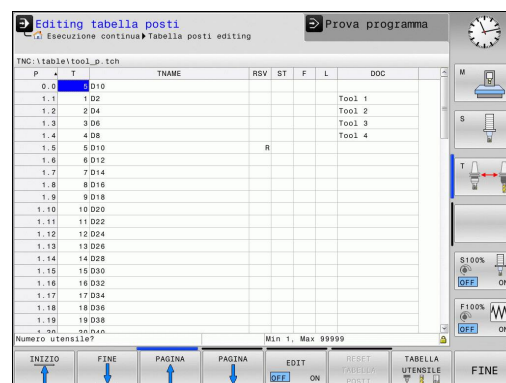 Editing tabella posti
Prova programma
Esecuzione continua Tabella posti editing
TNC:\table\tool_p.tch
P T TNAME RSV ST F L DOC
0.0 5 D10
1.1 1 D2 Tool 1
1.2 2 D4 Tool 2
1.3 3 D6 Tool 3
1.4 4 D8 Tool 4
1.5 5 D10 R
1.6 6 D12
1.7 7 D14
1.8 8 D16
1.9 9 D18
1.10 10 D20
1.11 11 D22
1.12 12 D24
1.13 13 D26
1.14 14 D28
1.15 15 D30
1.16 16 D32
1.17 17 D34
1.18 18 D36
1.19 19 D38
1.20 20 D40
Numero utensile? Min 1, Max 99999
M
S
T
S100%
OFF ON
F100%
OFF ON
INIZIO FINE PAGINA PAGINA EDIT RESET TABELLA FINE
TABELLA UTENSILE
OFF ON POSTI